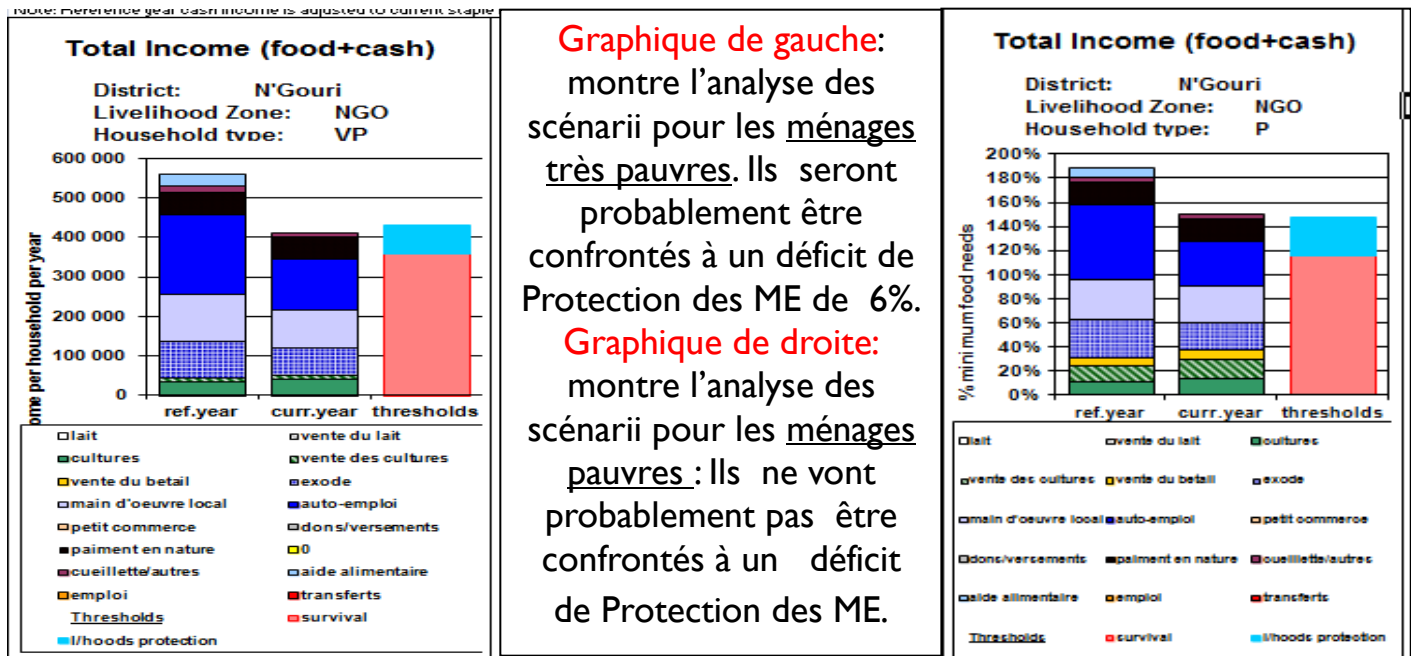 Note: Reference year cash income is adjusted to current staple
Total Income (food+cash)
District: N'Gouri
Livelihood Zone: NGO
Household type: VP
ome per household per year
600 000
500 000
400 000
300 000
200 000
100 000
0
ref.year curr.year thresholds
lait vente du lait
cultures vente des cultures
vente du betail exode
main d'oeuvre local auto-emploi
petit commerce dons/versements
paiment en nature 0
cueillette/autres aide alimentaire
emploi transferts
Thresholds survival
l/hoods protection
Graphique de gauche:
montre l'analyse des
scénarii pour les ménages
très pauvres. Ils seront
probablement être
confrontés à un déficit de
Protection des ME de 6%.
Graphique de droite:
montre l'analyse des
scénarii pour les ménages
pauvres : Ils ne vont
probablement pas être
confrontés à un déficit
de Protection des ME.
Total Income (food+cash)
District: N'Gouri
Livelihood Zone: NGO
Household type: P
% minimum food needs
200%
180%
160%
140%
120%
100%
80%
60%
40%
20%
0%
ref.year curr.year thresholds
lait vente du lait cultures
vente des cultures vente du betail exode
main d'oeuvre local auto-emploi petit commerce
dons/versements paiment en nature cueillette/autres
aide alimentaire emploi transferts
Thresholds survival l/hoods protection